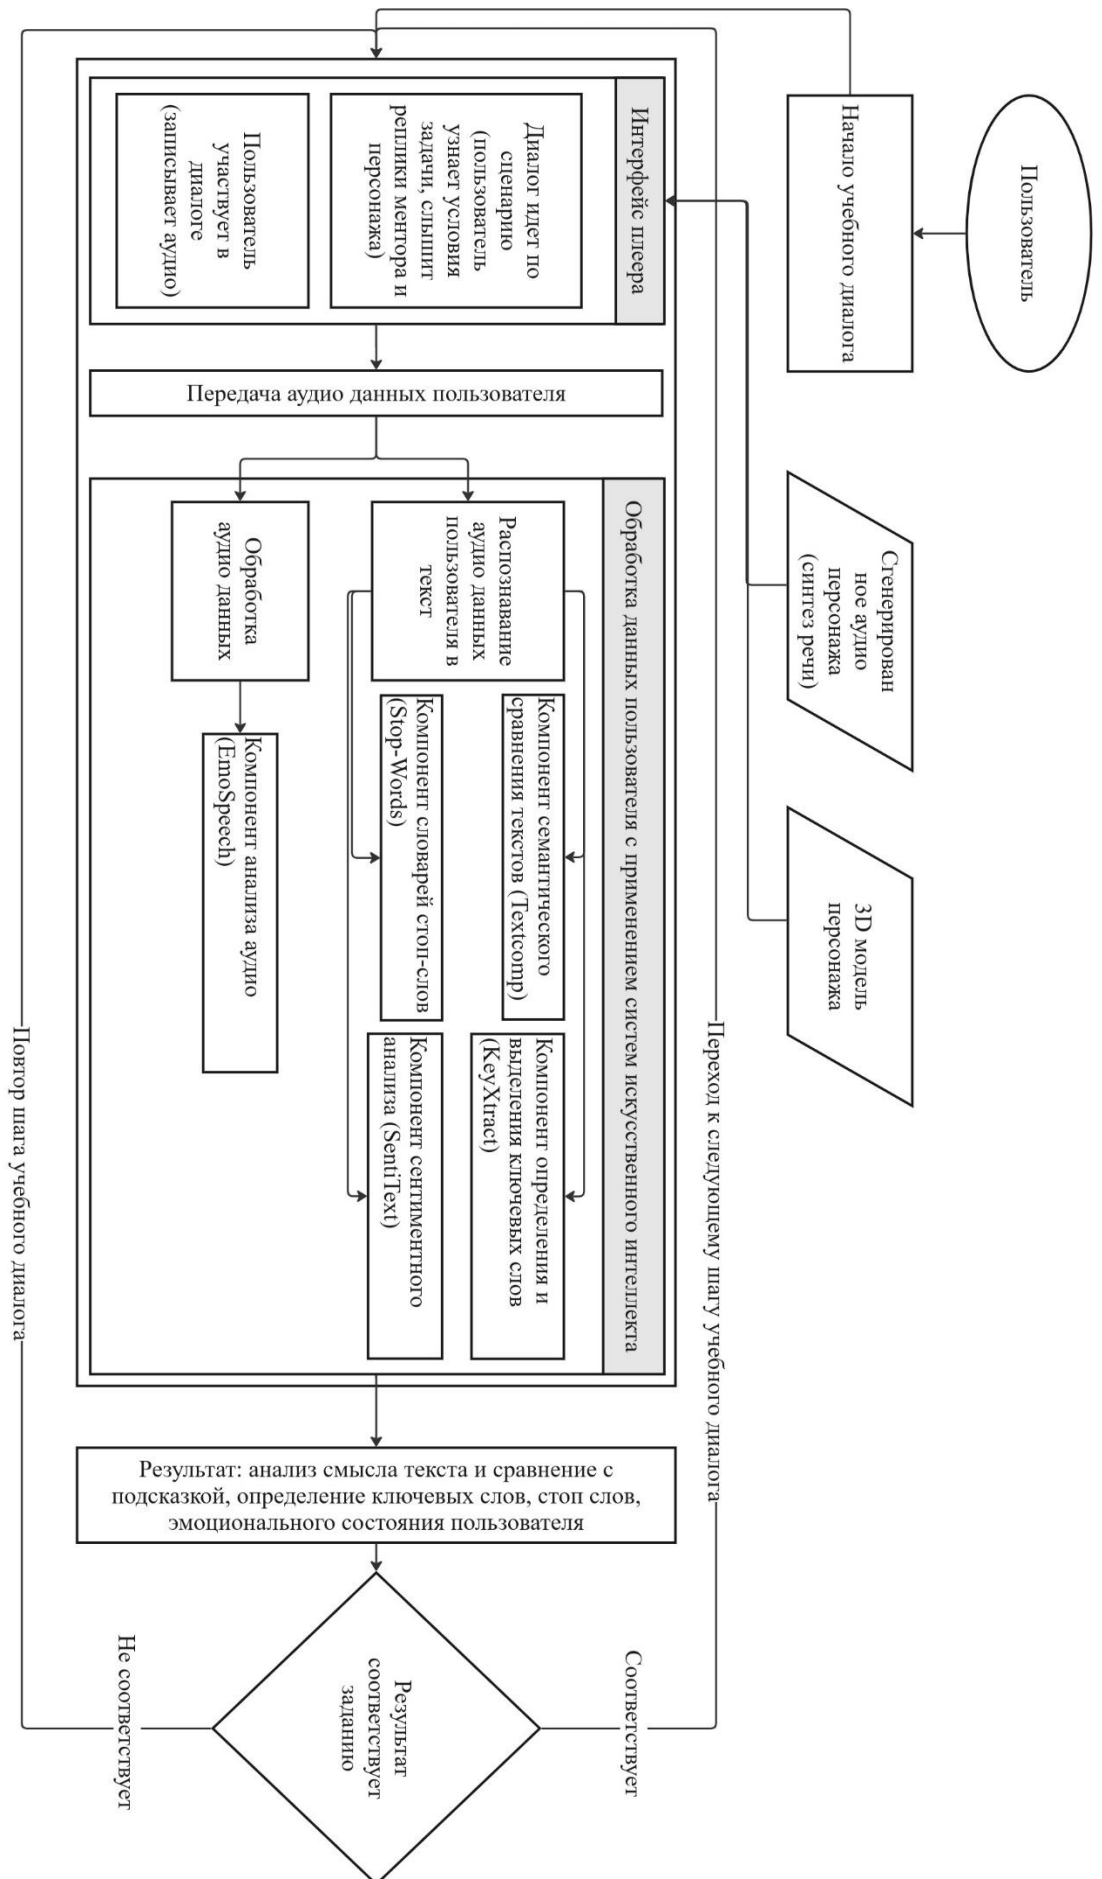 Пользователь
Начало учебного диалога
Сгенерирован
ное аудио
персонажа
(синтез речи)
3D модель
персонажа
Интерфейс плеера
Диалог идет по
сценарию
(пользователь
узнает условия
задачи, слышит
реплики ментора и
персонажа)
Пользователь
участвует в
диалоге
(записывает аудио)
Передача аудио данных пользователя
Обработка данных пользователя с применением систем искусственного интеллекта
Распознавание
аудио данных
пользователя в
текст
Обработка
аудио данных
Компонент семантического
сравнения текстов (Textcomp)
Компонент определения и
выделения ключевых слов
(KeyXtract)
Компонент словарей стоп-слов
(Stop-Words)
Компонент сентиментного
анализа (SentiText)
Компонент анализа аудио
(EmoSpeech)
Результат: анализ смысла текста и сравнение с
подсказкой, определение ключевых слов, стоп слов,
эмоционального состояния пользователя
Результат
соответствует
заданию
Соответствует
Переход к следующему шагу учебного диалога
Не соответствует
Повтор шага учебного диалога